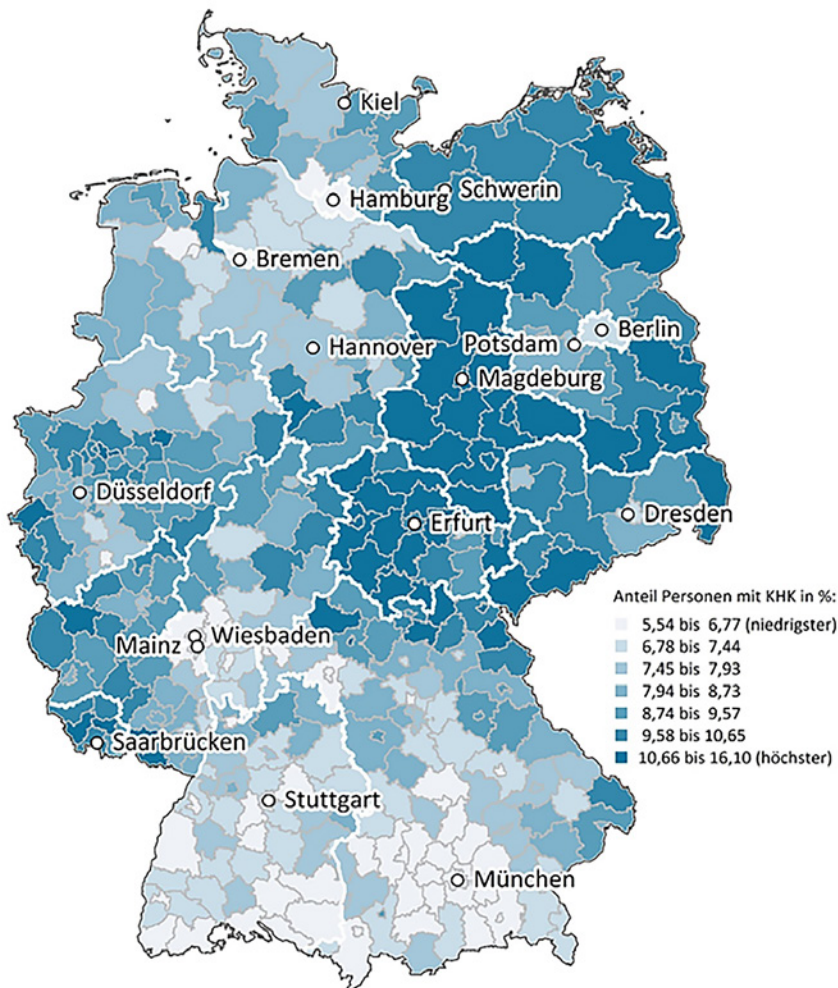 Kiel
Schwerin
Hamburg
Bremen
Berlin
Potsdam
Hannover
Magdeburg
Düsseldorf
Erfurt
Dresden
Anteil Personen mit KHK in %:
5,54 bis 6,77 (niedrigster)
6,78 bis 7,44
7,45 bis 7,93
7,94 bis 8,73
8,74 bis 9,57
9,58 bis 10,65
10,66 bis 16,10 (höchster)
Wiesbaden
Mainz
Saarbrücken
Stuttgart
München